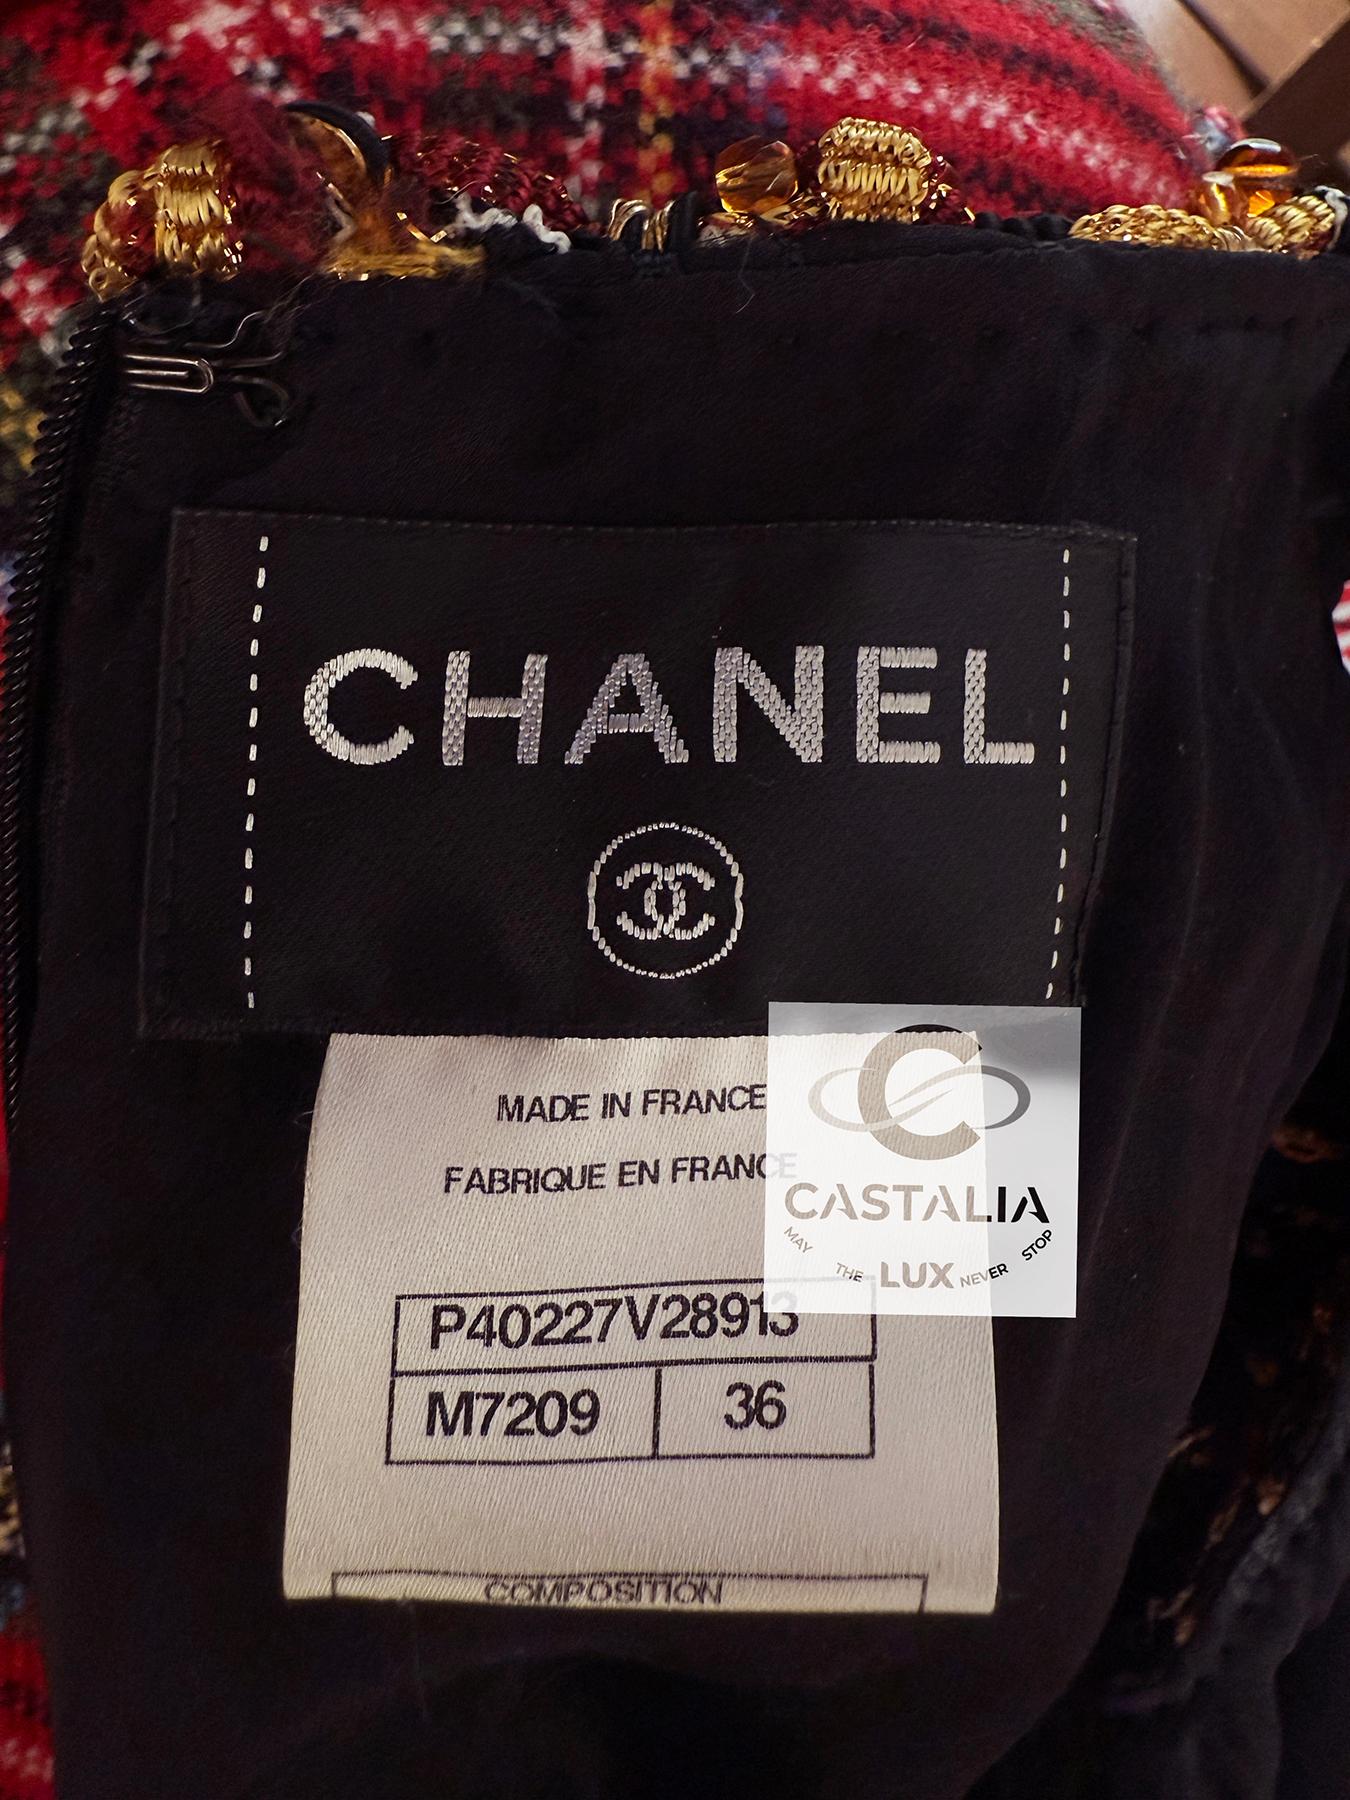 CHANEL
MADE IN FRANCE
FABRIQUE EN FRANCE
P40227V28913
M7209 36
COMPOSITION
CASTALIA
MAY THE LUX NEVER STOP